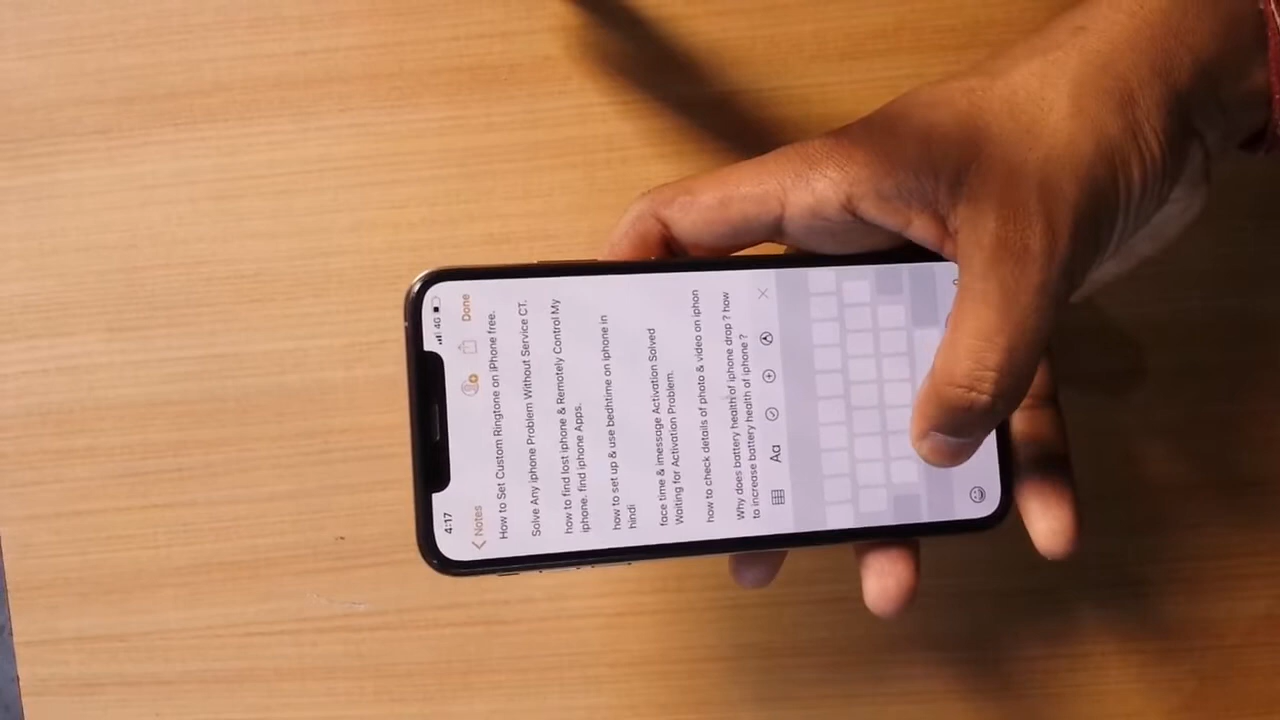 4:17
4G
Notes
Done
How to Set Custom Ringtone on iPhone free.
Solve Any iphone Problem Without Service CT.
how to find lost iphone & Remotely Control My
iphone. find iphone Apps.
how to set up & use bedhtime on iphone in
hindi
face time & imessage Activation Solved
Waiting for Activation Problem.
how to check details of photo & video on iphon
Why does battery health of iphone drop ? how
to increase battery health of iphone ?
Aa